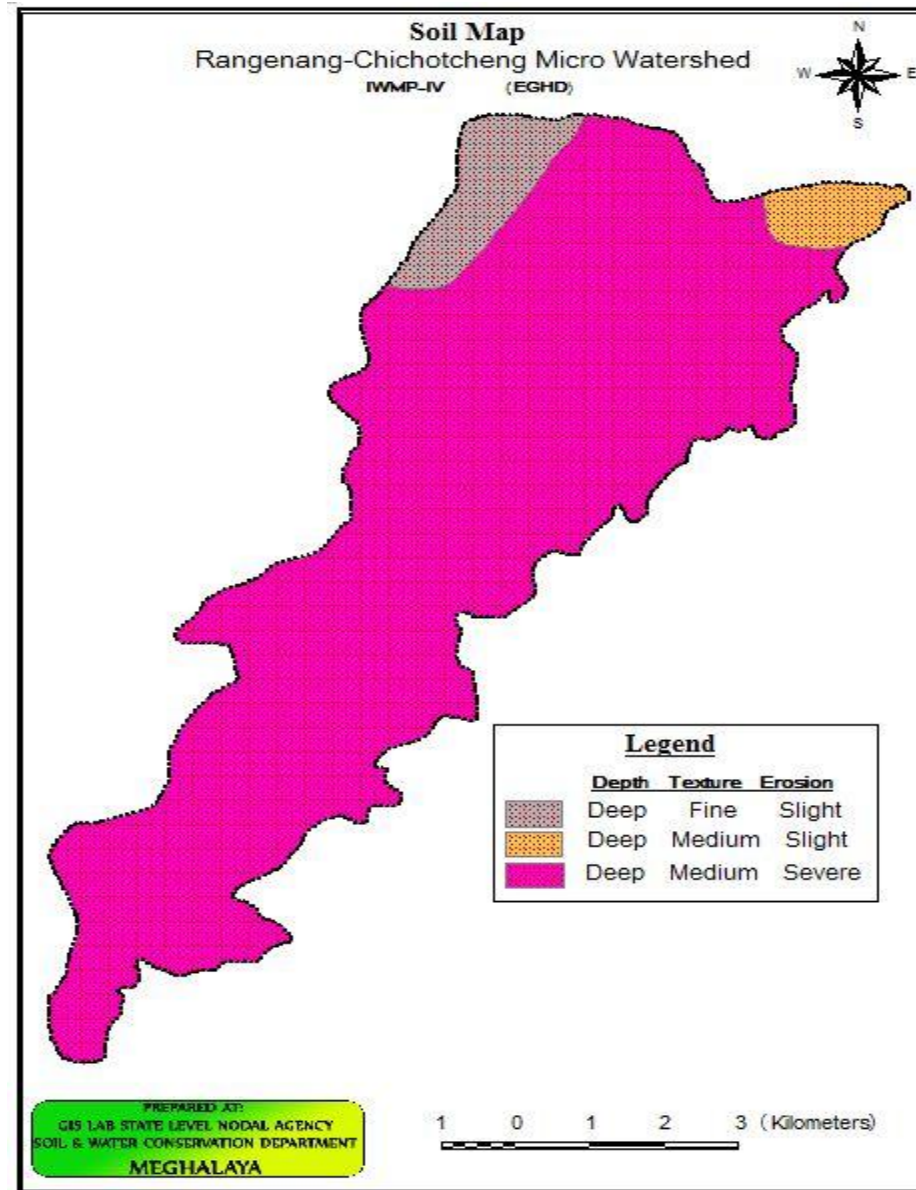 Soil Map
Rangenang-Chichotcheng Micro Watershed
IWMP-IV (EGHD)
N
W E
S
Legend
Depth Texture Erosion
Deep Fine Slight
Deep Medium Slight
Deep Medium Severe
PREPARED AT:
GIS LAB STATE LEVEL NODAL AGENCY
SOIL & WATER CONSERVATION DEPARTMENT
MEGHALAYA
1 0 1 2 3 (Kilometers)